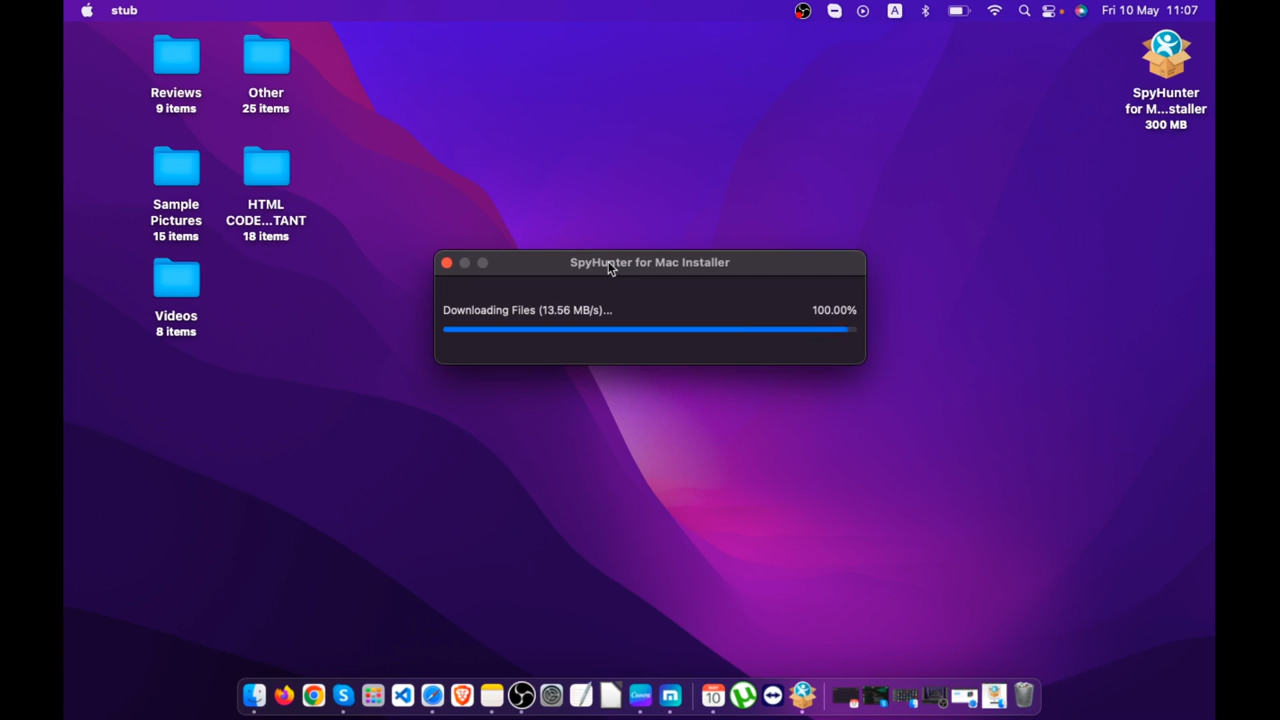 stub
A
Fri 10 May 11:07
Reviews
9 items
Other
25 items
SpyHunter
for M...staller
300 MB
Sample
Pictures
15 items
HTML
CODE...TANT
18 items
SpyHunter for Mac Installer
Downloading Files (13.56 MB/s)...
100.00%
Videos
8 items
10